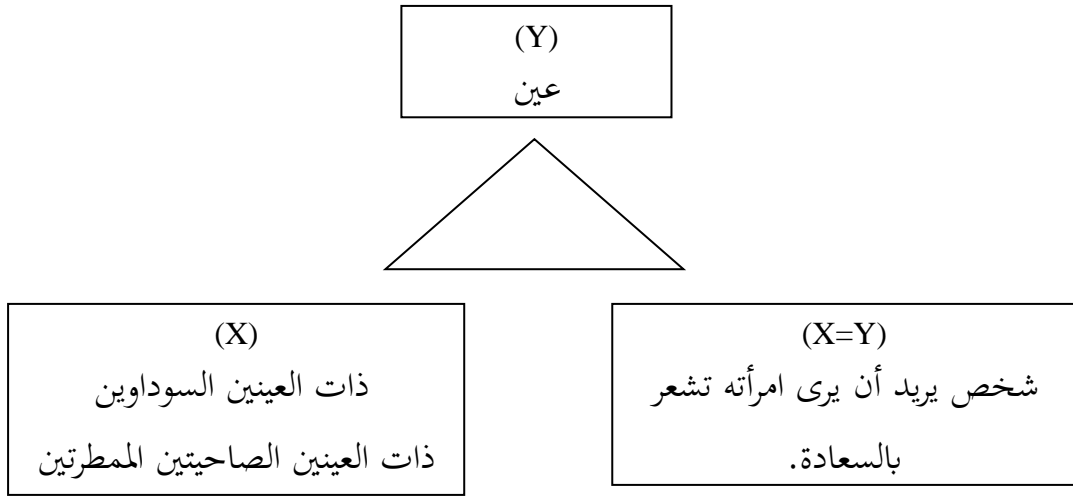 (Y)
عين
(X)
ذات العينين السوداوين
ذات العينين الصاحيتين الممطرتين
(X=Y)
شخص يريد أن يرى امرأته تشعر
بالسعادة.